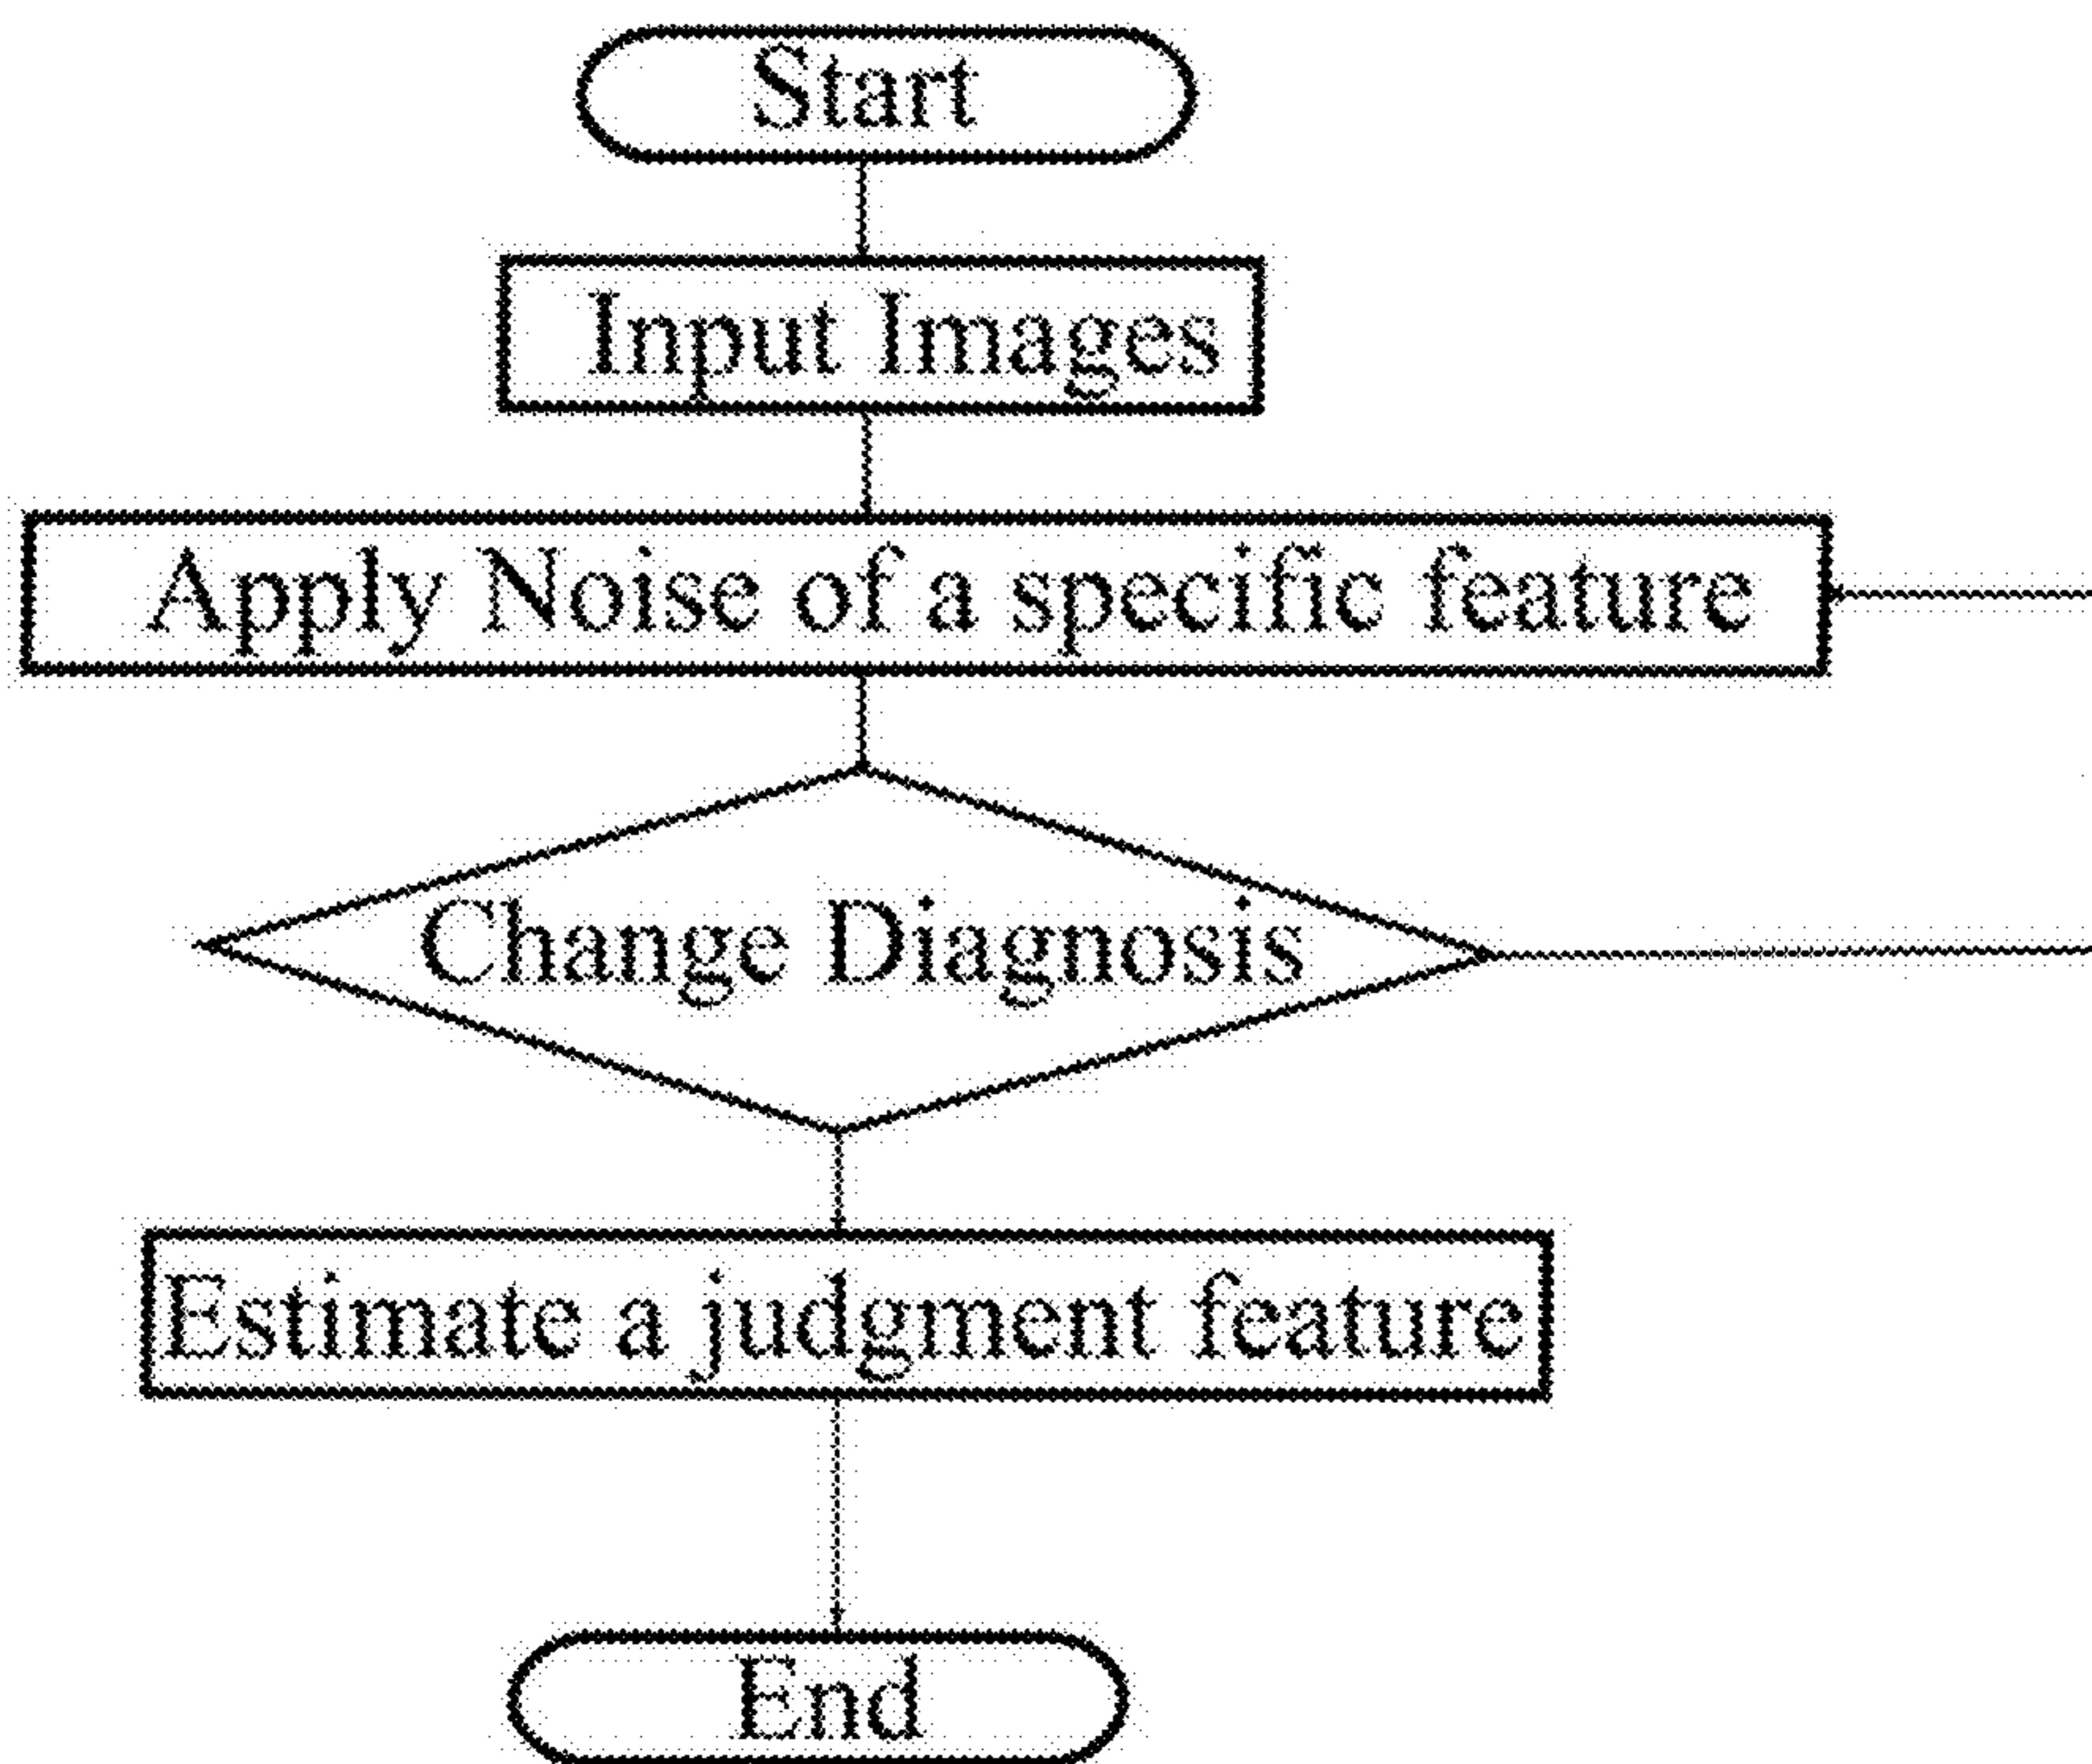 Start
Input Images
Apply Noise of a specific feature
Change Diagnosis
Estimate a judgment feature
End